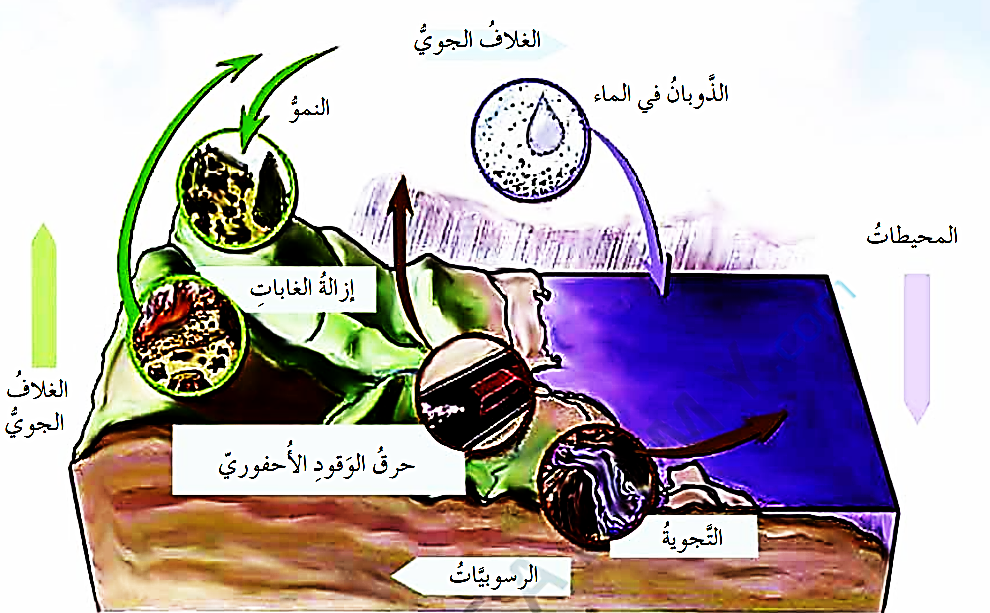 الغلافُ الجويُّ
الذَّوبانُ في الماء
النموُّ
المحيطاتُ
إزالةُ الغاباتِ
الغلافُ
الجويُّ
حرقُ الوَقودِ الأُحفوريّ
التَّجويةُ
الرسوبيَّاتُ